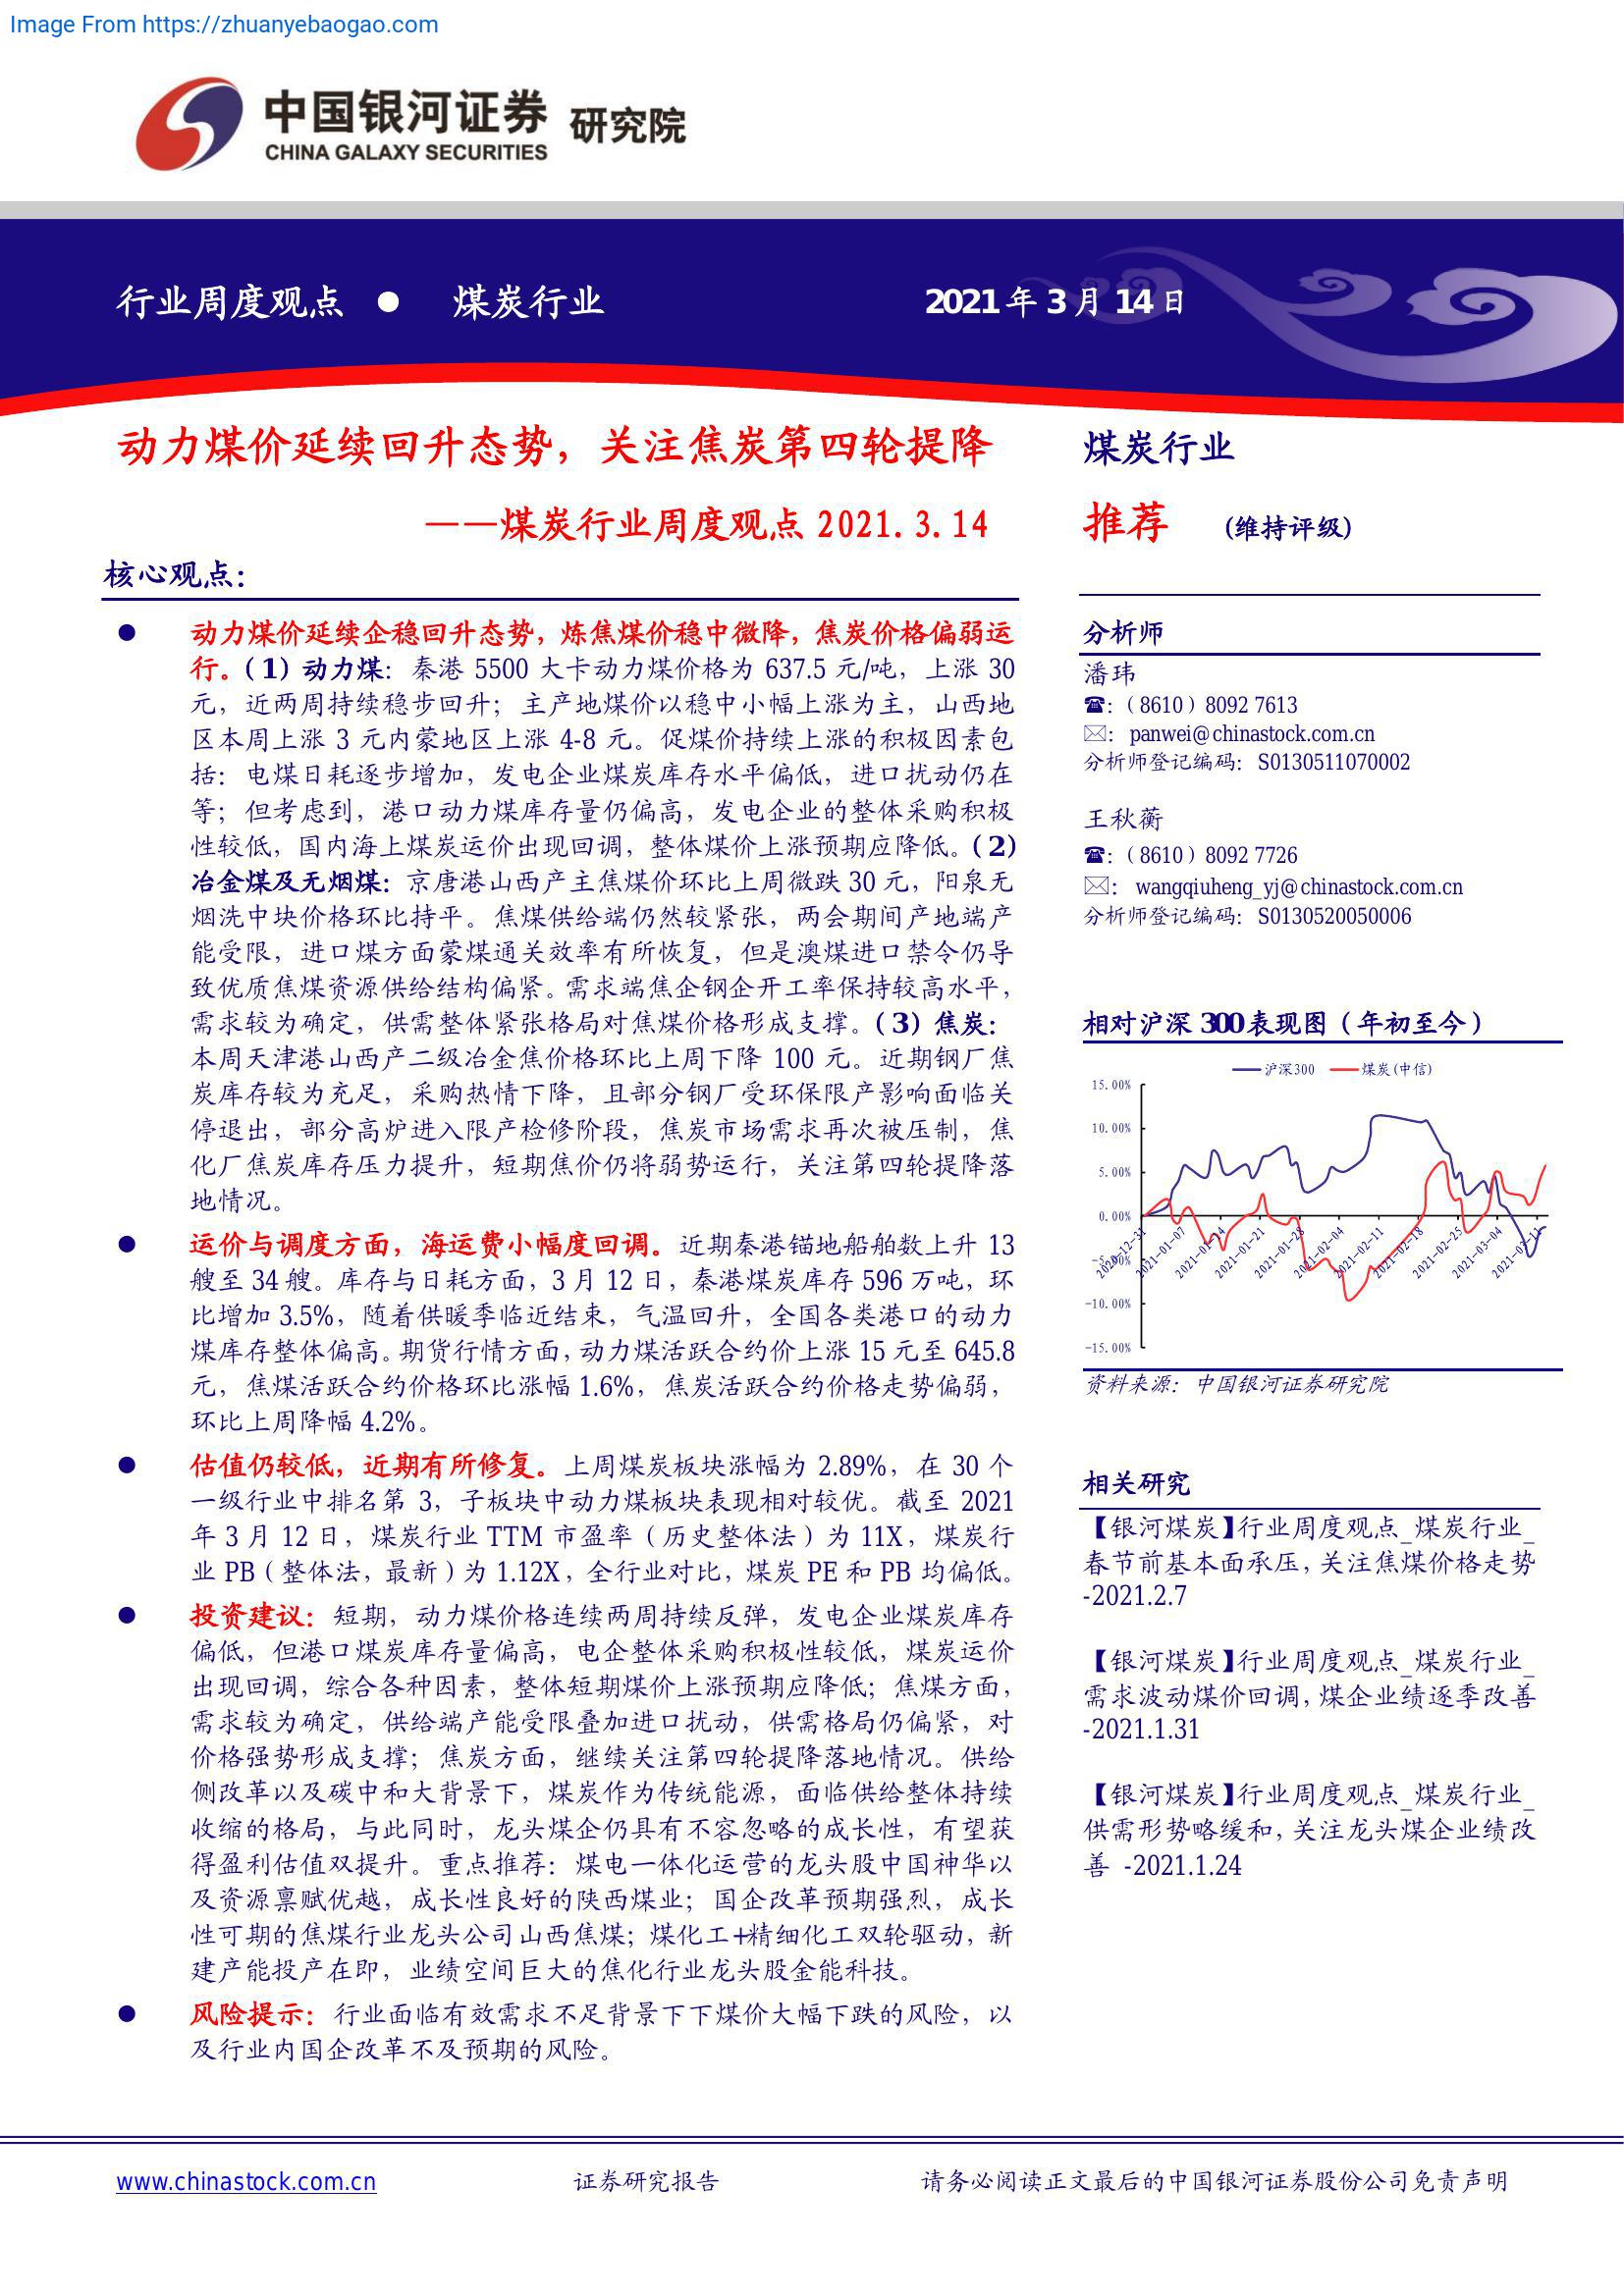 Image From https://zhuanyebaogao.com
中国银河证券 研究院
CHINA GALAXY SECURITIES
行业周度观点 ● 煤炭行业
2021 年 3 月 14 日
动力煤价延续回升态势，关注焦炭第四轮提降
——煤炭行业周度观点 2021.3.14
核心观点：
● 动力煤价延续企稳回升态势，炼焦煤价稳中微降，焦炭价格偏弱运
行。（1）动力煤：秦港 5500 大卡动力煤价格为 637.5 元/吨，上涨 30
元，近两周持续稳步回升；主产地煤价以稳中小幅上涨为主，山西地
区本周上涨 3 元内蒙地区上涨 4-8 元。促煤价持续上涨的积极因素包
括：电煤日耗逐步增加，发电企业煤炭库存水平偏低，进口扰动仍在
等；但考虑到，港口动力煤库存量仍偏高，发电企业的整体采购积极
性较低，国内海上煤炭运价出现回调，整体煤价上涨预期应降低。（2）
冶金煤及无烟煤：京唐港山西产主焦煤价环比上周微跌 30 元，阳泉无
烟洗中块价格环比持平。焦煤供给端仍然较紧张，两会期间产地端产
能受限，进口煤方面蒙煤通关效率有所恢复，但是澳煤进口禁令仍导
致优质焦煤资源供给结构偏紧。需求端焦企钢企开工率保持较高水平，
需求较为确定，供需整体紧张格局对焦煤价格形成支撑。（3）焦炭：
本周天津港山西产二级冶金焦价格环比上周下降 100 元。近期钢厂焦
炭库存较为充足，采购热情下降，且部分钢厂受环保限产影响面临关
停退出，部分高炉进入限产检修阶段，焦炭市场需求再次被压制，焦
化厂焦炭库存压力提升，短期焦价仍将弱势运行，关注第四轮提降落
地情况。
● 运价与调度方面，海运费小幅度回调。近期秦港锚地船舶数上升 13
艘至 34 艘。库存与日耗方面，3 月 12 日，秦港煤炭库存 596 万吨，环
比增加 3.5%，随着供暖季临近结束，气温回升，全国各类港口的动力
煤库存整体偏高。期货行情方面，动力煤活跃合约价上涨 15 元至 645.8
元，焦煤活跃合约价格环比涨幅 1.6%，焦炭活跃合约价格走势偏弱，
环比上周降幅 4.2%。
● 估值仍较低，近期有所修复。上周煤炭板块涨幅为 2.89%，在 30 个
一级行业中排名第 3，子板块中动力煤板块表现相对较优。截至 2021
年 3 月 12 日，煤炭行业 TTM 市盈率（历史整体法）为 11X，煤炭行
业 PB（整体法，最新）为 1.12X，全行业对比，煤炭 PE 和 PB 均偏低。
● 投资建议：短期，动力煤价格连续两周持续反弹，发电企业煤炭库存
偏低，但港口煤炭库存量偏高，电企整体采购积极性较低，煤炭运价
出现回调，综合各种因素，整体短期煤价上涨预期应降低；焦煤方面，
需求较为确定，供给端产能受限叠加进口扰动，供需格局仍偏紧，对
价格强势形成支撑；焦炭方面，继续关注第四轮提降落地情况。供给
侧改革以及碳中和大背景下，煤炭作为传统能源，面临供给整体持续
收缩的格局，与此同时，龙头煤企仍具有不容忽略的成长性，有望获
得盈利估值双提升。重点推荐：煤电一体化运营的龙头股中国神华以
及资源禀赋优越，成长性良好的陕西煤业；国企改革预期强烈，成长
性可期的焦煤行业龙头公司山西焦煤；煤化工+精细化工双轮驱动，新
建产能投产在即，业绩空间巨大的焦化行业龙头股金能科技。
● 风险提示：行业面临有效需求不足背景下下煤价大幅下跌的风险，以
及行业内国企改革不及预期的风险。
煤炭行业
推荐 (维持评级)
分析师
潘玮
☎：（8610）8092 7613
✉：panwei@chinastock.com.cn
分析师登记编码：S0130511070002
王秋蘅
☎：（8610）8092 7726
✉：wangqiuheng_yj@chinastock.com.cn
分析师登记编码：S0130520050006
相对沪深 300 表现图（年初至今）
沪深300 煤炭(中信)
15.00%
10.00%
5.00%
0.00%
-5.00%
-10.00%
-15.00%
2020-12-31
2021-01-07
2021-01-14
2021-01-21
2021-01-28
2021-02-04
2021-02-11
2021-02-18
2021-02-25
2021-03-04
2021-03-11
资料来源：中国银河证券研究院
相关研究
【银河煤炭】行业周度观点_煤炭行业_
春节前基本面承压，关注焦煤价格走势
-2021.2.7
【银河煤炭】行业周度观点_煤炭行业_
需求波动煤价回调，煤企业绩逐季改善
-2021.1.31
【银河煤炭】行业周度观点_煤炭行业_
供需形势略缓和，关注龙头煤企业绩改
善 -2021.1.24
www.chinastock.com.cn
证券研究报告
请务必阅读正文最后的中国银河证券股份公司免责声明